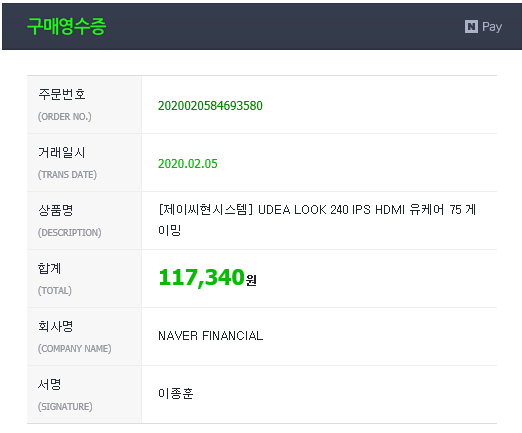 구매영수증
N Pay
주문번호
(ORDER NO.)
2020020584693580
거래일시
(TRANS DATE)
2020.02.05
상품명
(DESCRIPTION)
[제이씨현시스템] UDEA LOOK 240 IPS HDMI 유케어 75 게
이밍
합계
(TOTAL)
117,340원
회사명
(COMPANY NAME)
NAVER FINANCIAL
서명
(SIGNATURE)
이종훈